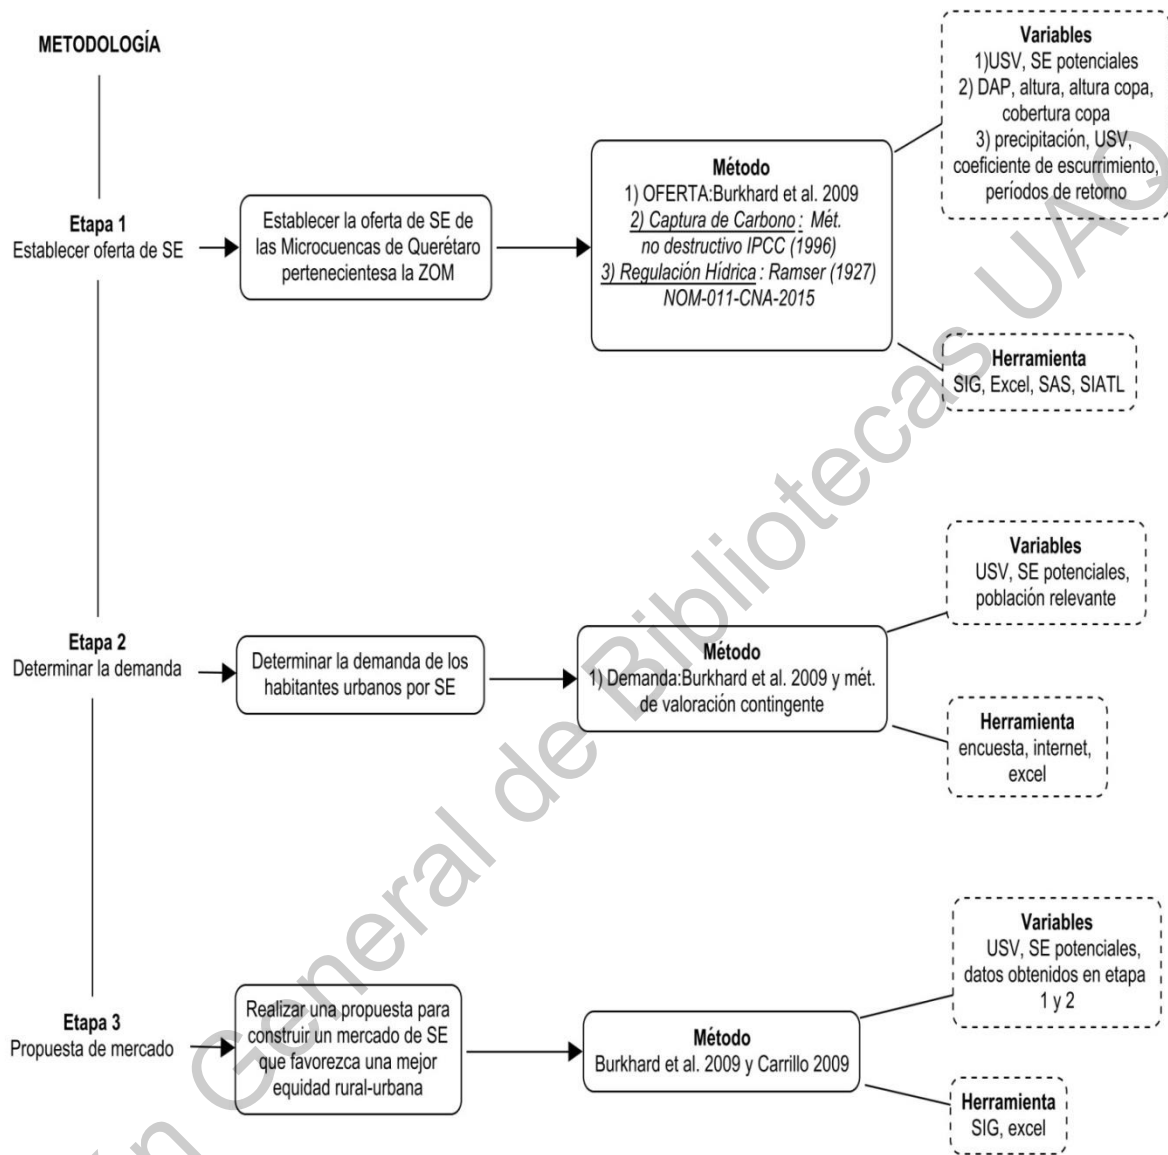 METODOLOGÍA
Etapa 1
Establecer oferta de SE
Establecer la oferta de SE de
las Microcuencas de Querétaro
pertenecientesa la ZOM
Método
1) OFERTA:Burkhard et al. 2009
2) Captura de Carbono : Mét.
no destructivo IPCC (1996)
3) Regulación Hídrica : Ramser (1927)
NOM-011-CNA-2015
Variables
1)USV, SE potenciales
2) DAP, altura, altura copa,
cobertura copa
3) precipitación, USV,
coeficiente de escurrimiento,
períodos de retorno
Herramienta
SIG, Excel, SAS, SIATL
Etapa 2
Determinar la demanda
Determinar la demanda de los
habitantes urbanos por SE
Método
1) Demanda:Burkhard et al. 2009 y mét.
de valoración contingente
Variables
USV, SE potenciales,
población relevante
Herramienta
encuesta, internet,
excel
Etapa 3
Propuesta de mercado
Realizar una propuesta para
construir un mercado de SE
que favorezca una mejor
equidad rural-urbana
Método
Burkhard et al. 2009 y Carrillo 2009
Variables
USV, SE potenciales,
datos obtenidos en etapa
1 y 2
Herramienta
SIG, excel
General de Bibliotecas UAQ